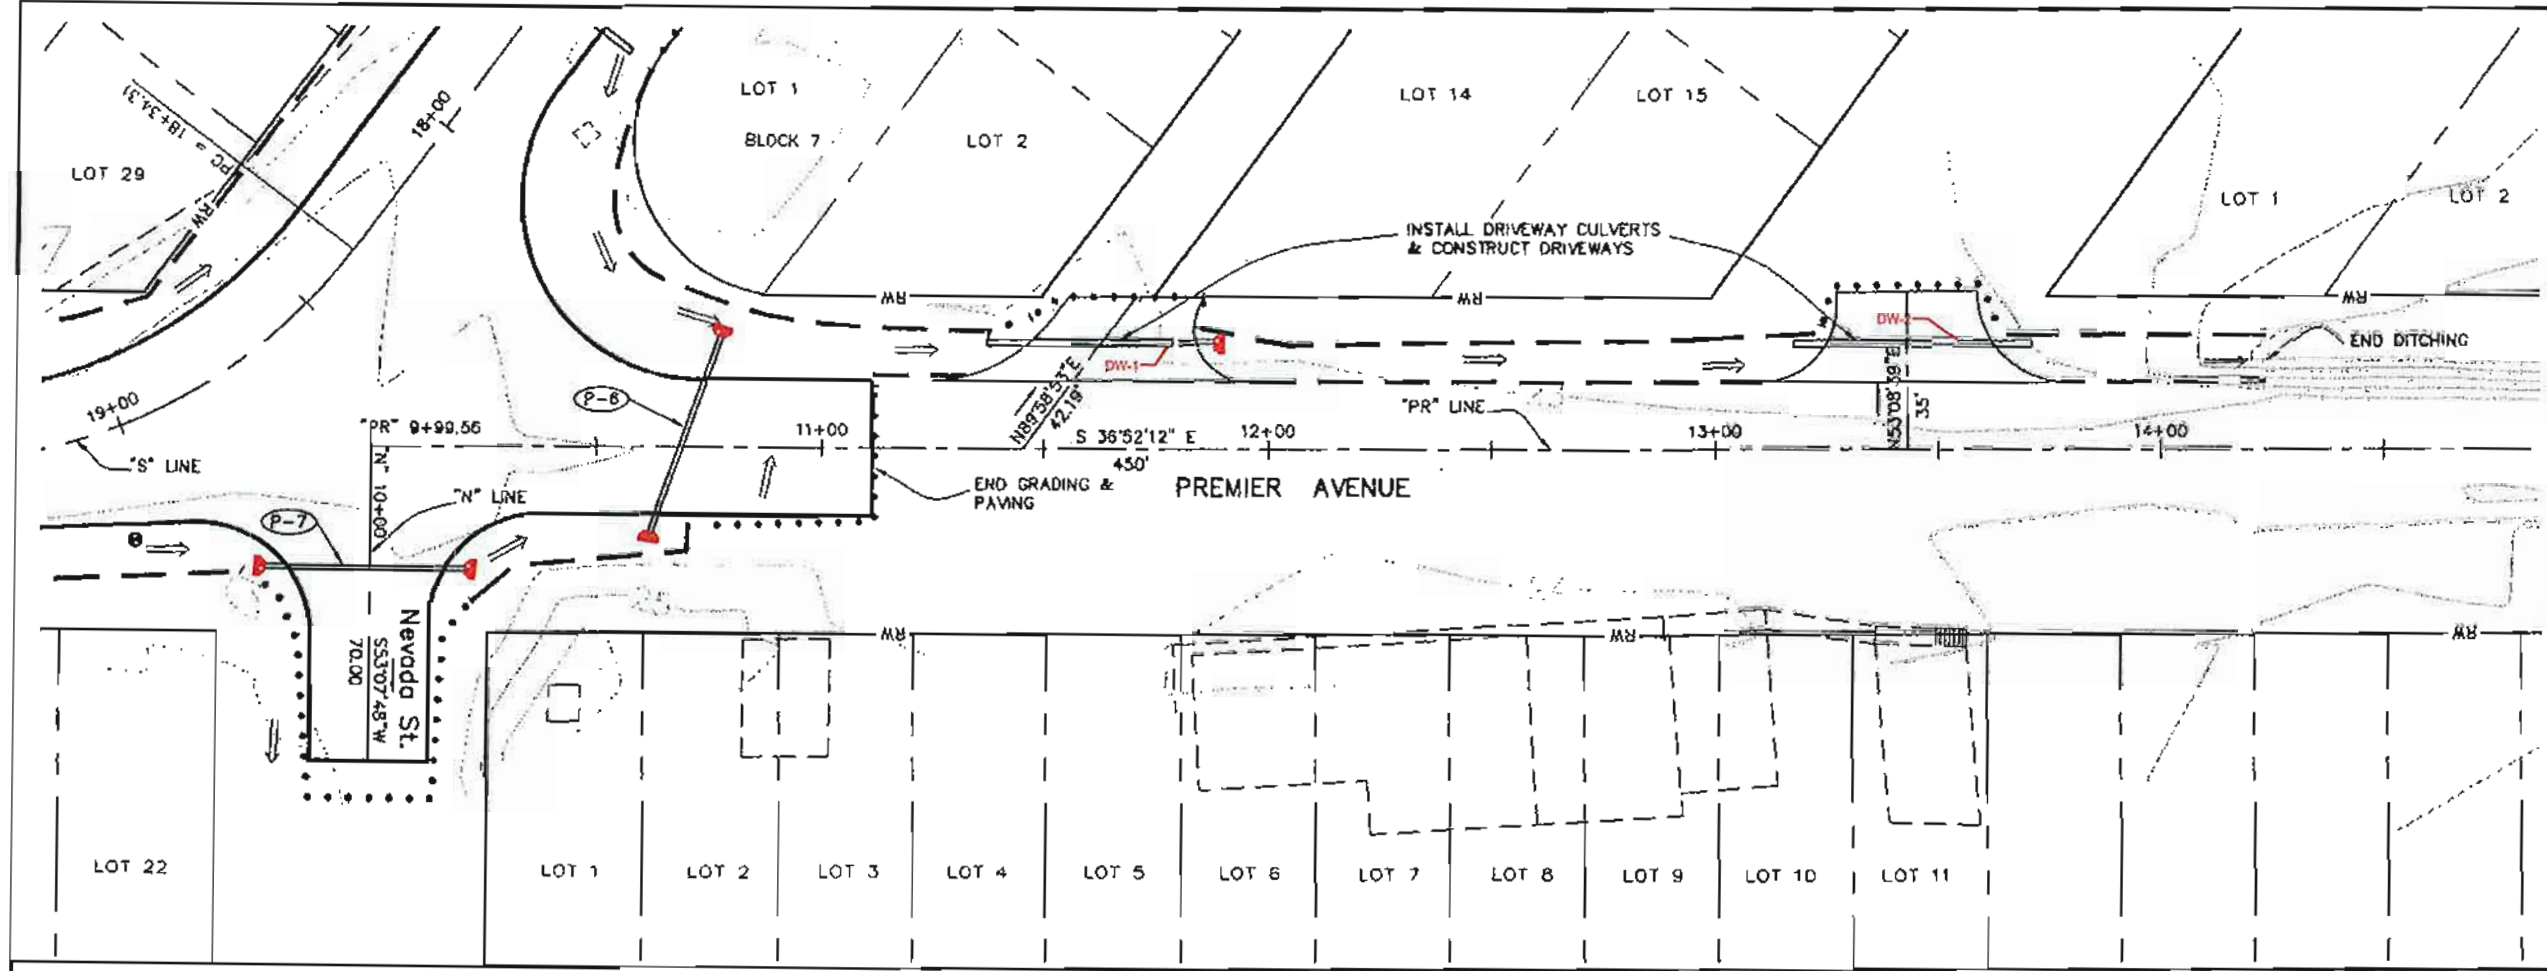 LOT 29
PC = 18+34.31
RW
18+00
19+00
"S" LINE
LOT 1
BLOCK 7
LOT 2
LOT 14
LOT 15
LOT 1
LOT 2
INSTALL DRIVEWAY CULVERTS
& CONSTRUCT DRIVEWAYS
RW
RW
RW
DW-1
DW-2
END DITCHING
P-6
N89°58'53"E
42.19'
"PR" LINE
N53°08'39"E
35'
"PR" 9+99.56
11+00
S 36°52'12" E
450'
12+00
13+00
14+00
"N" 10+00
"N" LINE
P-7
END GRADING &
PAVING
PREMIER AVENUE
Nevada St.
S53°07'48"W
70.00
RW
RW
RW
LOT 22
LOT 1
LOT 2
LOT 3
LOT 4
LOT 5
LOT 6
LOT 7
LOT 8
LOT 9
LOT 10
LOT 11